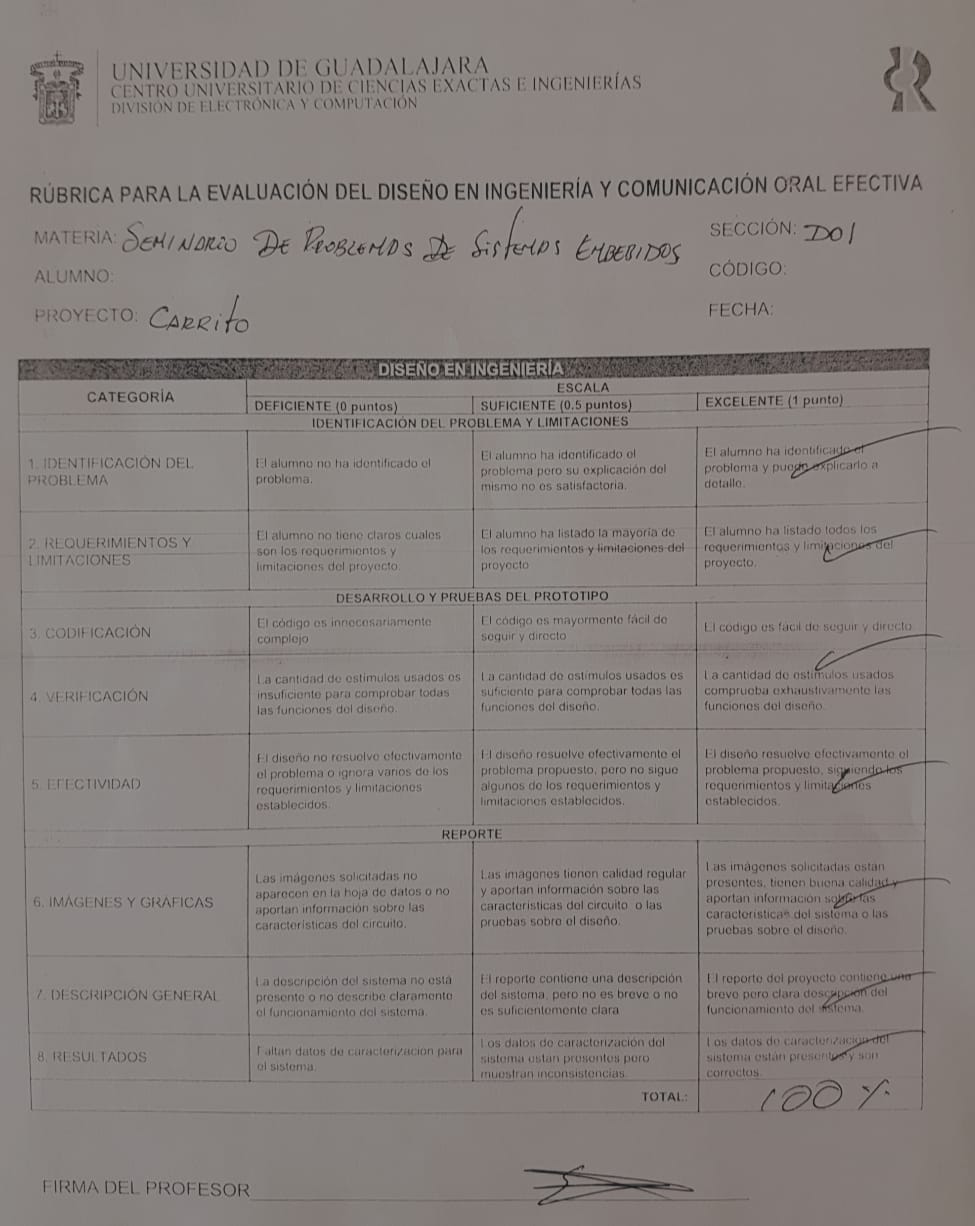 UNIVERSIDAD DE GUADALAJARA
CENTRO UNIVERSITARIO DE CIENCIAS EXACTAS E INGENIERÍAS
DIVISIÓN DE ELECTRÓNICA Y COMPUTACIÓN
RÚBRICA PARA LA EVALUACIÓN DEL DISEÑO EN INGENIERÍA Y COMUNICACIÓN ORAL EFECTIVA
MATERIA: SEMINARIO DE PROBLEMAS DE SISTEMAS EMBEBIDOS
SECCIÓN: D01
ALUMNO:
CÓDIGO:
PROYECTO: CARRITO
FECHA:
DISEÑO EN INGENIERÍA
CATEGORÍA
ESCALA
DEFICIENTE (0 puntos)
SUFICIENTE (0.5 puntos)
EXCELENTE (1 punto)
IDENTIFICACIÓN DEL PROBLEMA Y LIMITACIONES
1. IDENTIFICACIÓN DEL
PROBLEMA
El alumno no ha identificado el
problema.
El alumno ha identificado el
problema pero su explicación del
mismo no es satisfactoria.
El alumno ha identificado el
problema y puede explicarlo a
detalle.
2. REQUERIMIENTOS Y
LIMITACIONES
El alumno no tiene claros cuales
son los requerimientos y
limitaciones del proyecto.
El alumno ha listado la mayoría de
los requerimientos y limitaciones del
proyecto
El alumno ha listado todos los
requerimientos y limitaciones del
proyecto.
DESARROLLO Y PRUEBAS DEL PROTOTIPO
3. CODIFICACIÓN
El código es innecesariamente
complejo
El código es mayormente fácil de
seguir y directo
El código es fácil de seguir y directo.
4. VERIFICACIÓN
La cantidad de estímulos usados es
insuficiente para comprobar todas
las funciones del diseño.
La cantidad de estímulos usados es
suficiente para comprobar todas las
funciones del diseño.
La cantidad de estímulos usados
comprueba exhaustivamente las
funciones del diseño.
5. EFECTIVIDAD
El diseño no resuelve efectivamente
el problema o ignora varios de los
requerimientos y limitaciones
establecidos.
El diseño resuelve efectivamente el
problema propuesto, pero no sigue
algunos de los requerimientos y
limitaciones establecidos.
El diseño resuelve efectivamente el
problema propuesto, siguiendo los
requerimientos y limitaciones
establecidos.
REPORTE
6. IMÁGENES Y GRÁFICAS
Las imágenes solicitadas no
aparecen en la hoja de datos o no
aportan información sobre las
características del circuito.
Las imágenes tienen calidad regular
y aportan información sobre las
características del circuito o las
pruebas sobre el diseño.
Las imágenes solicitadas están
presentes, tienen buena calidad y
aportan información sobre las
características del sistema o las
pruebas sobre el diseño.
7. DESCRIPCIÓN GENERAL
La descripción del sistema no está
presente o no describe claramente
el funcionamiento del sistema.
El reporte contiene una descripción
del sistema, pero no es breve o no
es suficientemente clara
El reporte del proyecto contiene una
breve pero clara descripción del
funcionamiento del sistema.
8. RESULTADOS
Faltan datos de caracterización para
el sistema.
Los datos de caracterización del
sistema están presentes pero
muestran inconsistencias.
Los datos de caracterización del
sistema están presentes y son
correctos.
TOTAL:
100 %
FIRMA DEL PROFESOR